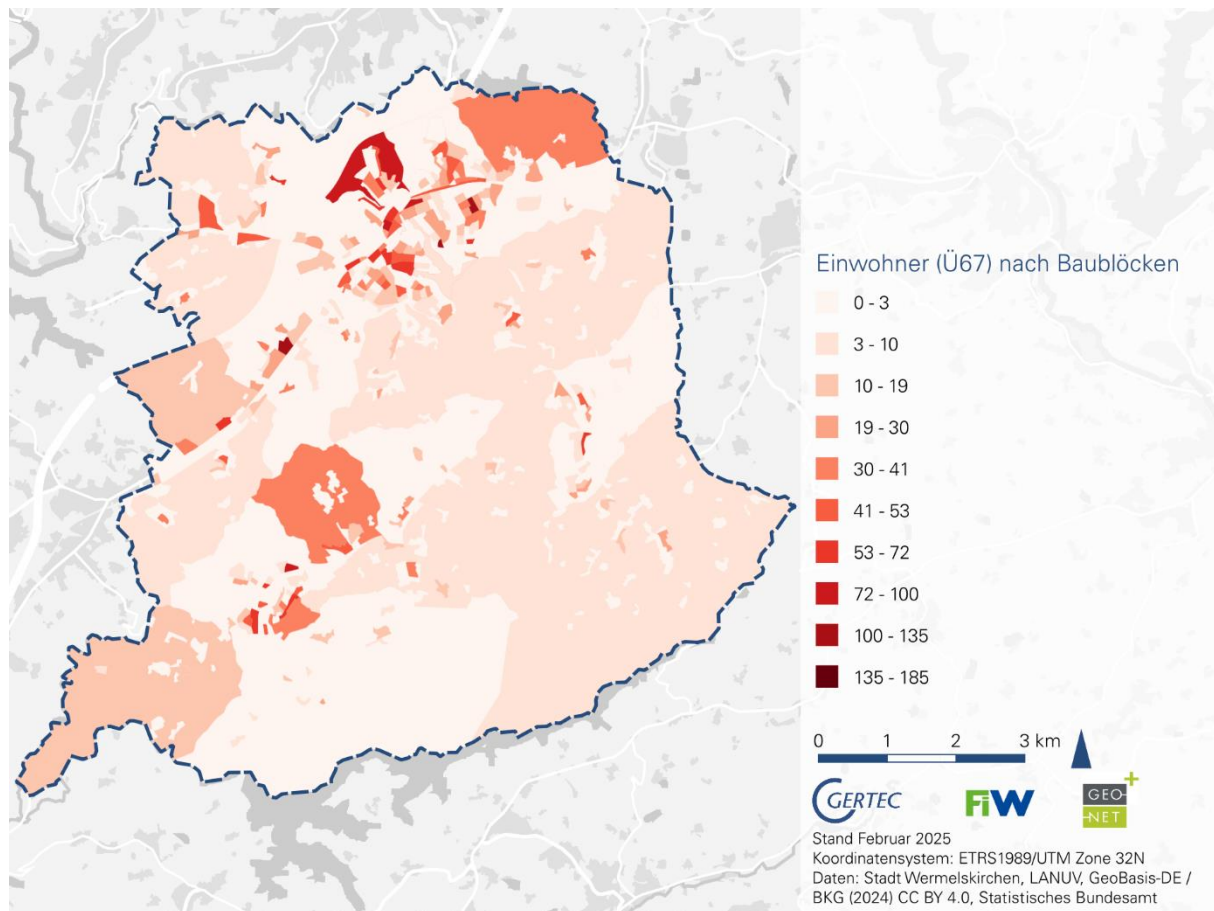 Einwohner (Ü67) nach Baublöcken
0 - 3
3 - 10
10 - 19
19 - 30
30 - 41
41 - 53
53 - 72
72 - 100
100 - 135
135 - 185
0 1 2 3 km
GERTEC
FiW
GEO-
NET
Stand Februar 2025
Koordinatensystem: ETRS1989/UTM Zone 32N
Daten: Stadt Wermelskirchen, LANUV, GeoBasis-DE /
BKG (2024) CC BY 4.0, Statistisches Bundesamt